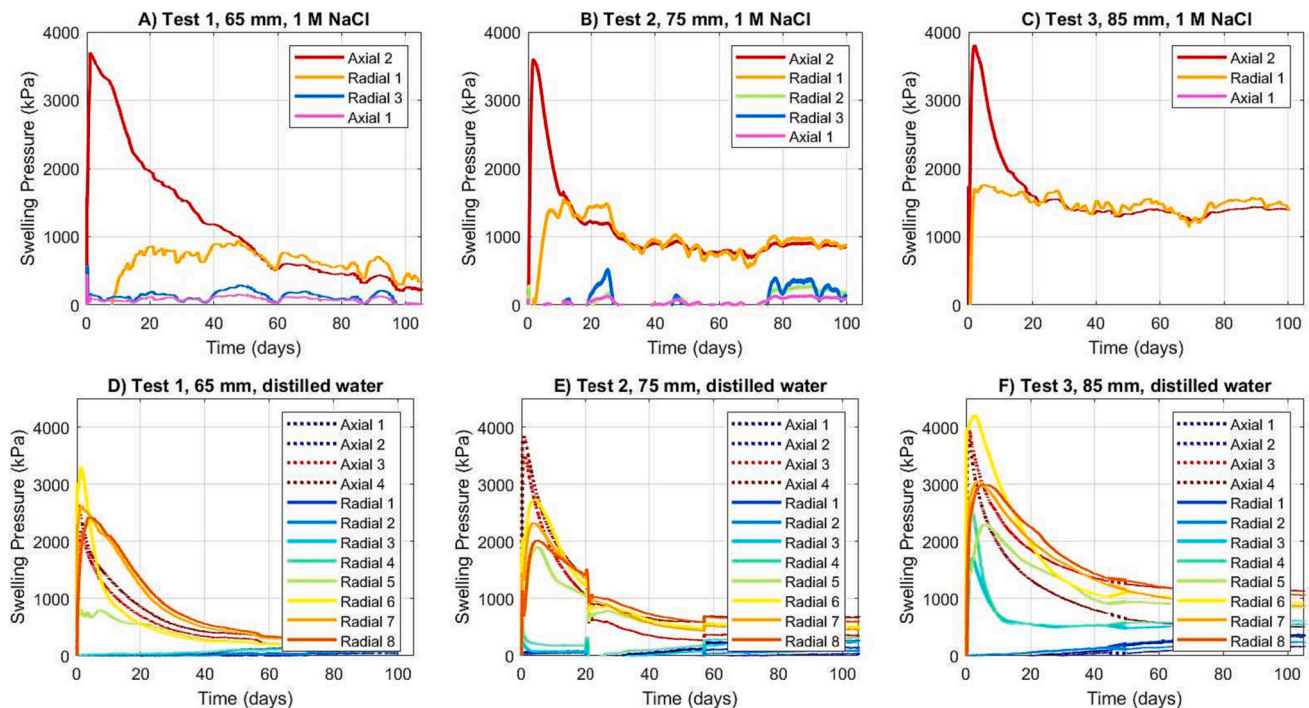 A) Test 1, 65 mm, 1 M NaCl
Swelling Pressure (kPa)
4000
3000
2000
1000
0
0 20 40 60 80 100
Time (days)
Axial 2
Radial 1
Radial 3
Axial 1
B) Test 2, 75 mm, 1 M NaCl
Swelling Pressure (kPa)
4000
3000
2000
1000
0
0 20 40 60 80 100
Time (days)
Axial 2
Radial 1
Radial 2
Radial 3
Axial 1
C) Test 3, 85 mm, 1 M NaCl
Swelling Pressure (kPa)
4000
3000
2000
1000
0
0 20 40 60 80 100
Time (days)
Axial 2
Radial 1
Axial 1
D) Test 1, 65 mm, distilled water
Swelling Pressure (kPa)
4000
3000
2000
1000
0
0 20 40 60 80 100
Time (days)
Axial 1
Axial 2
Axial 3
Axial 4
Radial 1
Radial 2
Radial 3
Radial 4
Radial 5
Radial 6
Radial 7
Radial 8
E) Test 2, 75 mm, distilled water
Swelling Pressure (kPa)
4000
3000
2000
1000
0
0 20 40 60 80 100
Time (days)
Axial 1
Axial 2
Axial 3
Axial 4
Radial 1
Radial 2
Radial 3
Radial 4
Radial 5
Radial 6
Radial 7
Radial 8
F) Test 3, 85 mm, distilled water
Swelling Pressure (kPa)
4000
3000
2000
1000
0
0 20 40 60 80 100
Time (days)
Axial 1
Axial 2
Axial 3
Axial 4
Radial 1
Radial 2
Radial 3
Radial 4
Radial 5
Radial 6
Radial 7
Radial 8